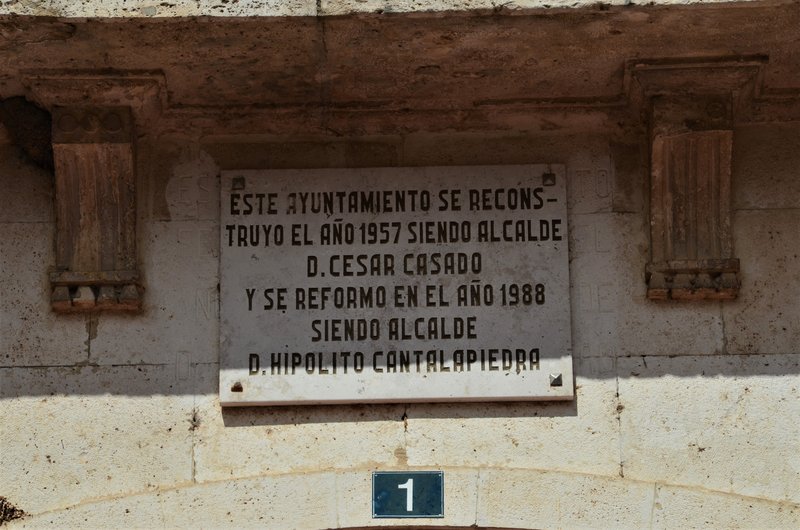 ESTE AYUNTAMIENTO SE RECONS-
TRUYO EL AÑO 1957 SIENDO ALCALDE
D. CESAR CASADO
Y SE REFORMO EN EL AÑO 1988
SIENDO ALCALDE
D. HIPOLITO CANTALAPIEDRA
1